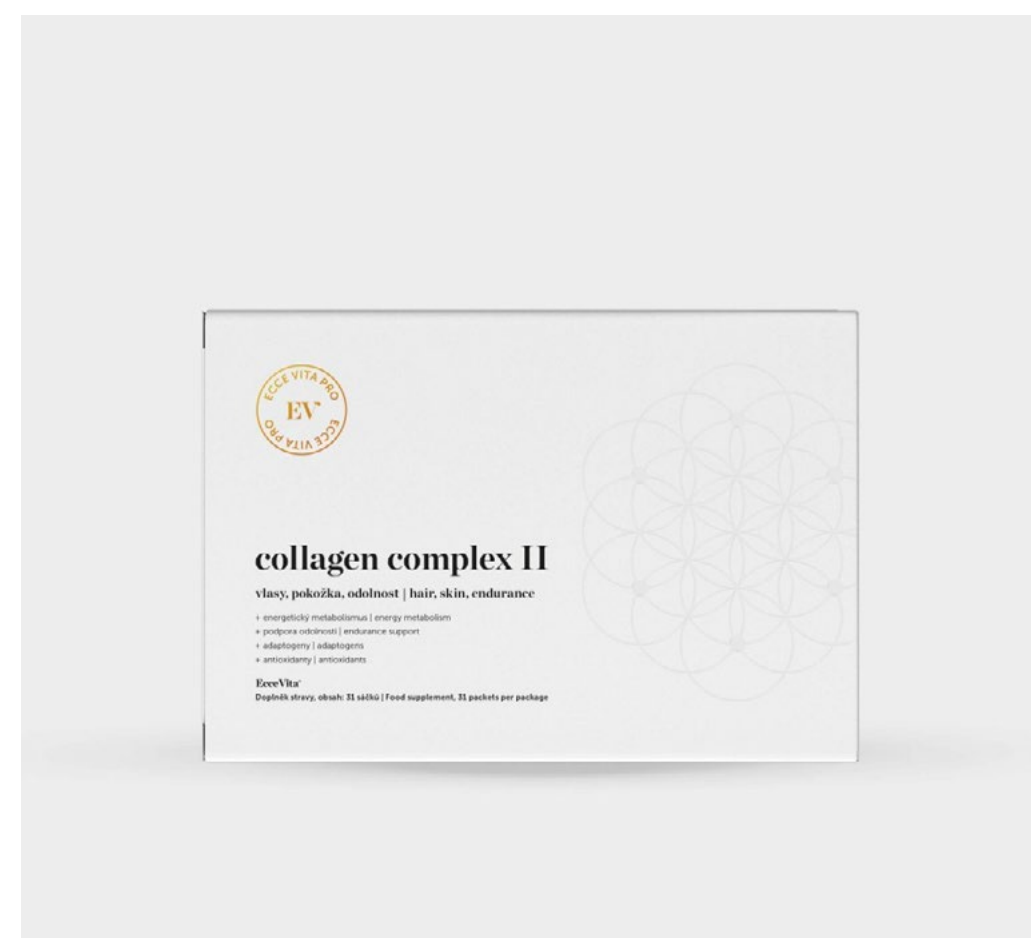 ECCE VITA PRO ECCE VITA PRO
EV
collagen complex II
vlasy, pokožka, odolnost | hair, skin, endurance
+ energetický metabolismus | energy metabolism
+ podpora odolnosti | endurance support
+ adaptogeny | adaptogens
+ antioxidanty | antioxidants
EcceVita
Doplněk stravy, obsah: 31 sáčků | Food supplement, 31 packets per package